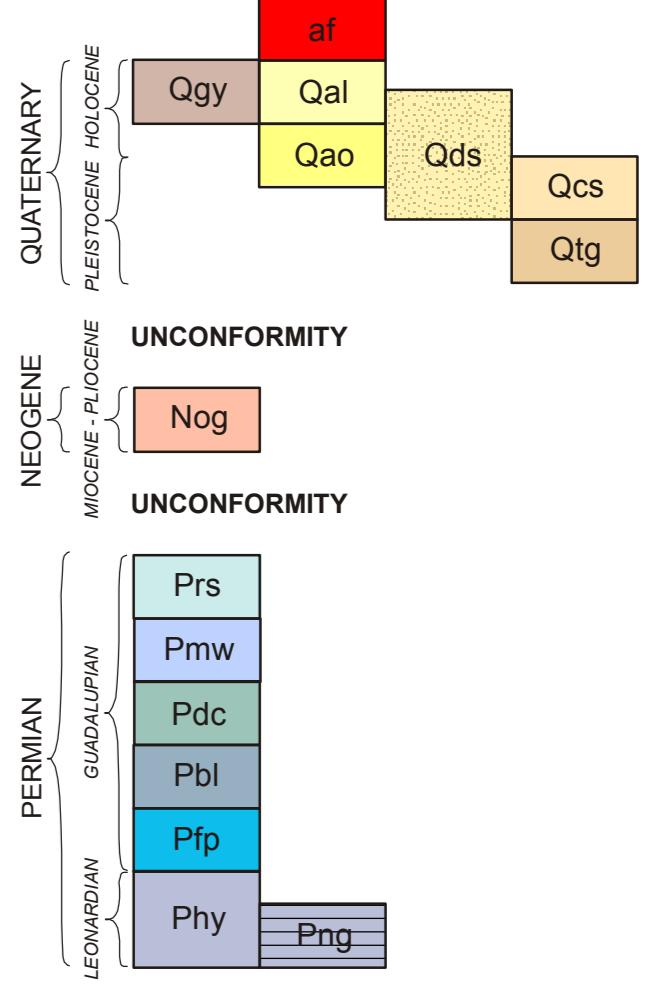 af
QUATERNARY
HOLOCENE
PLEISTOCENE
Qgy
Qal
Qao
Qds
Qcs
Qtg
UNCONFORMITY
NEOGENE
MIOCENE - PLIOCENE
Nog
UNCONFORMITY
PERMIAN
GUADALUPIAN
Prs
Pmw
Pdc
Pbl
Pfp
LEONARDIAN
Phy
Png